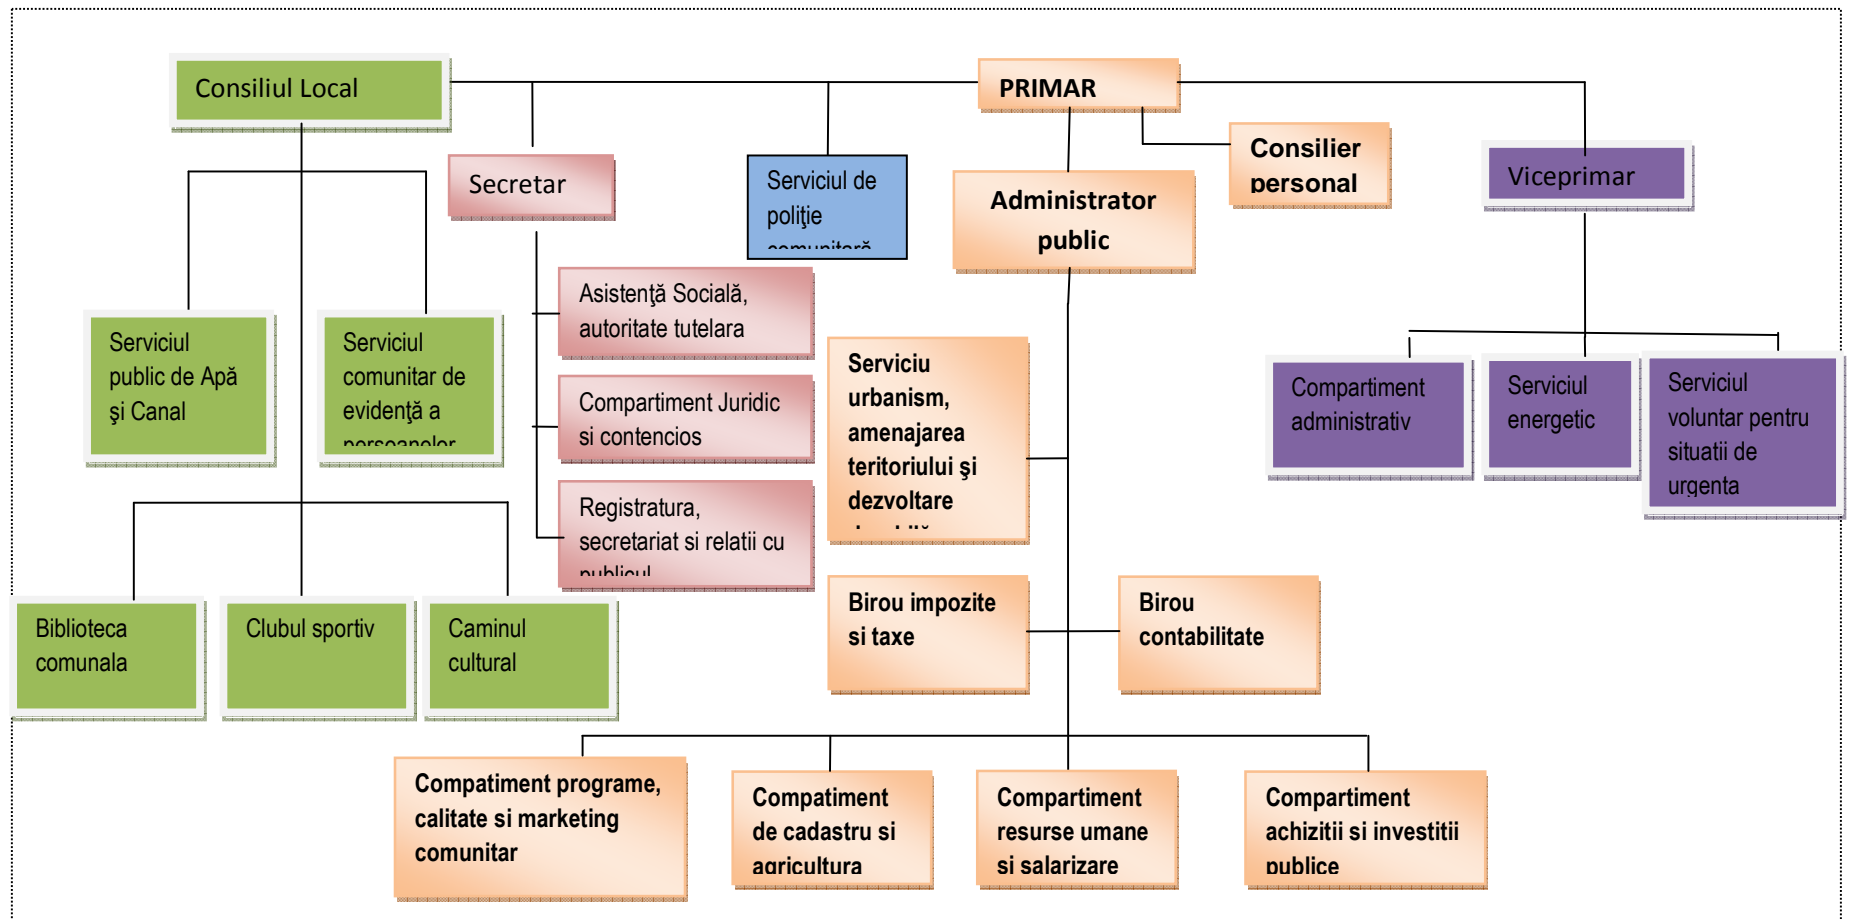 Consiliul Local
PRIMAR
Consilier
personal
Secretar
Serviciul de
poliţie
comunitară
Administrator
public
Viceprimar
Asistenţă Socială,
autoritate tutelara
Serviciul
public de Apă
şi Canal
Serviciul
comunitar de
evidenţă a
persoanelor
Compartiment Juridic
si contencios
Serviciu
urbanism,
amenajarea
teritoriului şi
dezvoltare
Compartiment
administrativ
Serviciul
energetic
Serviciul
voluntar pentru
situatii de
urgenta
Registratura,
secretariat si relatii cu
publicul
Biblioteca
comunala
Clubul sportiv
Caminul
cultural
Birou impozite
si taxe
Birou
contabilitate
Compatiment programe,
calitate si marketing
comunitar
Compatiment
de cadastru si
agricultura
Compartiment
resurse umane
si salarizare
Compartiment
achizitii si investitii
publice